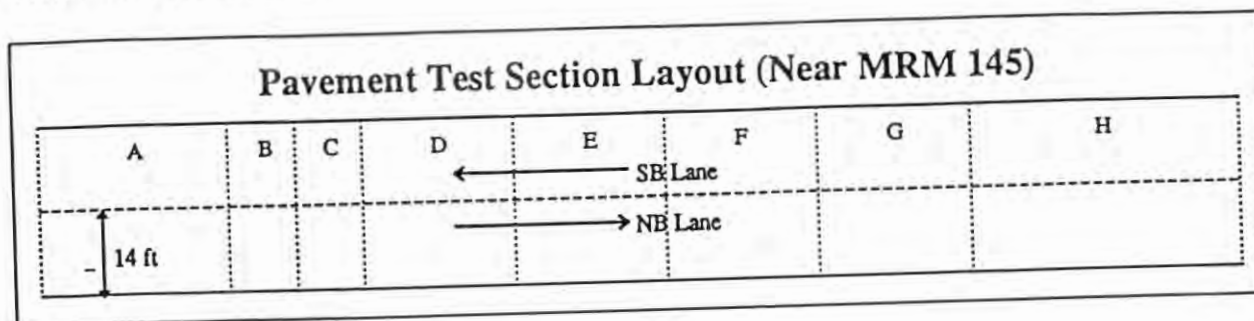 Pavement Test Section Layout (Near MRM 145)
A B C D E F G H
SB Lane
NB Lane
14 ft